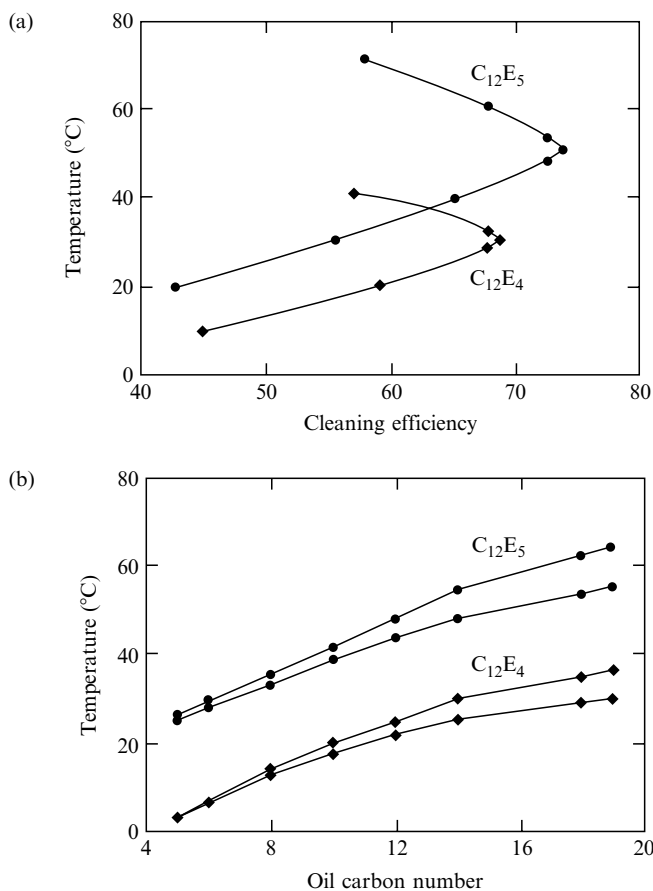 (a)
80
60
40
20
0
Temperature (°C)
C₁₂E₅
C₁₂E₄
40 50 60 70 80
Cleaning efficiency
(b)
80
60
40
20
0
Temperature (°C)
C₁₂E₅
C₁₂E₄
4 8 12 16 20
Oil carbon number